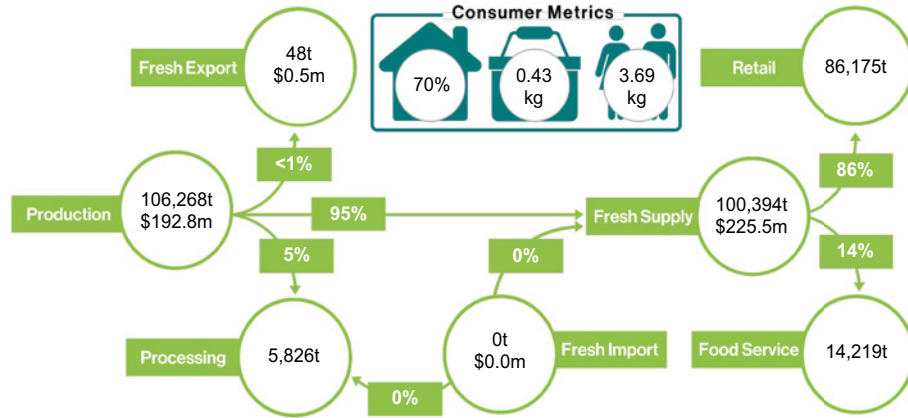 Consumer Metrics
Fresh Export
48t
$0.5m
70%
0.43
kg
3.69
kg
Retail
86,175t
<1%
86%
Production
106,268t
$192.8m
95%
Fresh Supply
100,394t
$225.5m
5%
0%
14%
Processing
5,826t
0t
$0.0m
Fresh Import
Food Service
14,219t
0%